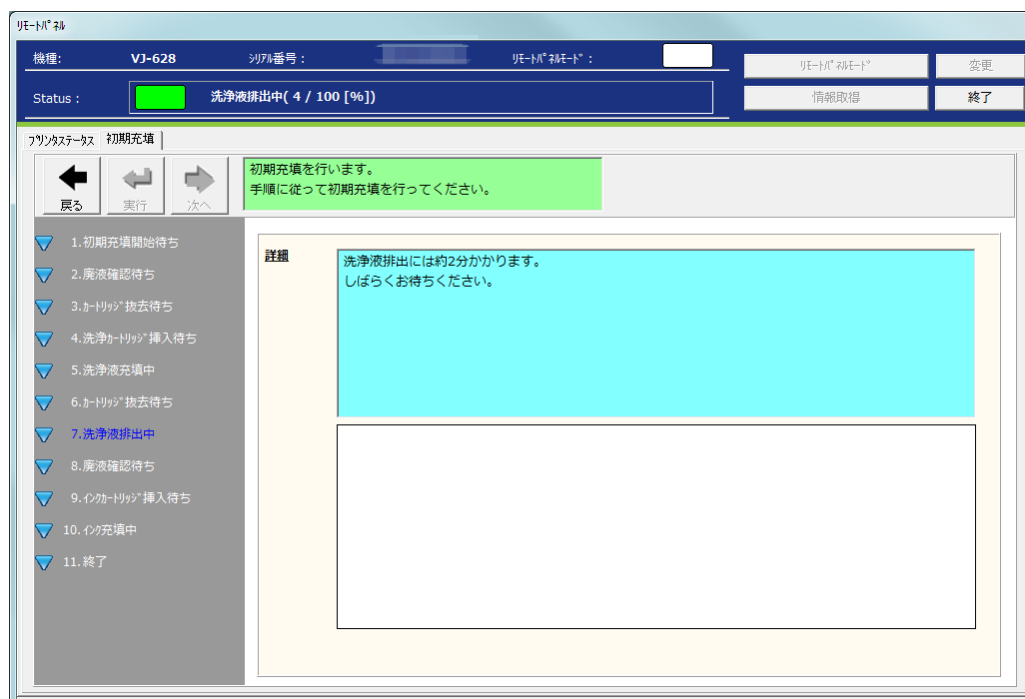 ﾘﾓｰﾄﾊﾟﾈﾙ
機種: VJ-628 ｼﾘｱﾙ番号： ﾘﾓｰﾄﾊﾟﾈﾙﾓｰﾄﾞ： ﾘﾓｰﾄﾊﾟﾈﾙﾓｰﾄﾞ 変更
Status： 洗浄液排出中( 4 / 100 [%]) 情報取得 終了
ﾌﾟﾘﾝﾀｽﾃｰﾀｽ 初期充填
戻る 実行 次へ
初期充填を行います。
手順に従って初期充填を行ってください。
1.初期充填開始待ち
2.廃液確認待ち
3.ｶｰﾄﾘｯｼﾞ抜去待ち
4.洗浄ｶｰﾄﾘｯｼﾞ挿入待ち
5.洗浄液充填中
6.ｶｰﾄﾘｯｼﾞ抜去待ち
7.洗浄液排出中
8.廃液確認待ち
9.ｲﾝｸｶｰﾄﾘｯｼﾞ挿入待ち
10.ｲﾝｸ充填中
11.終了
詳細
洗浄液排出には約2分かかります。
しばらくお待ちください。